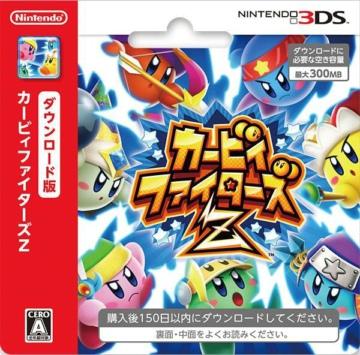 Nintendo
NINTENDO3DS
ダウンロードに
必要な空き容量
最大300MB
ダウンロード版
カービィファイターズZ
カービィ
ファイターズ
Z
CERO
A
購入後150日以内にダウンロードしてください。
裏面・中面をよくお読みください。